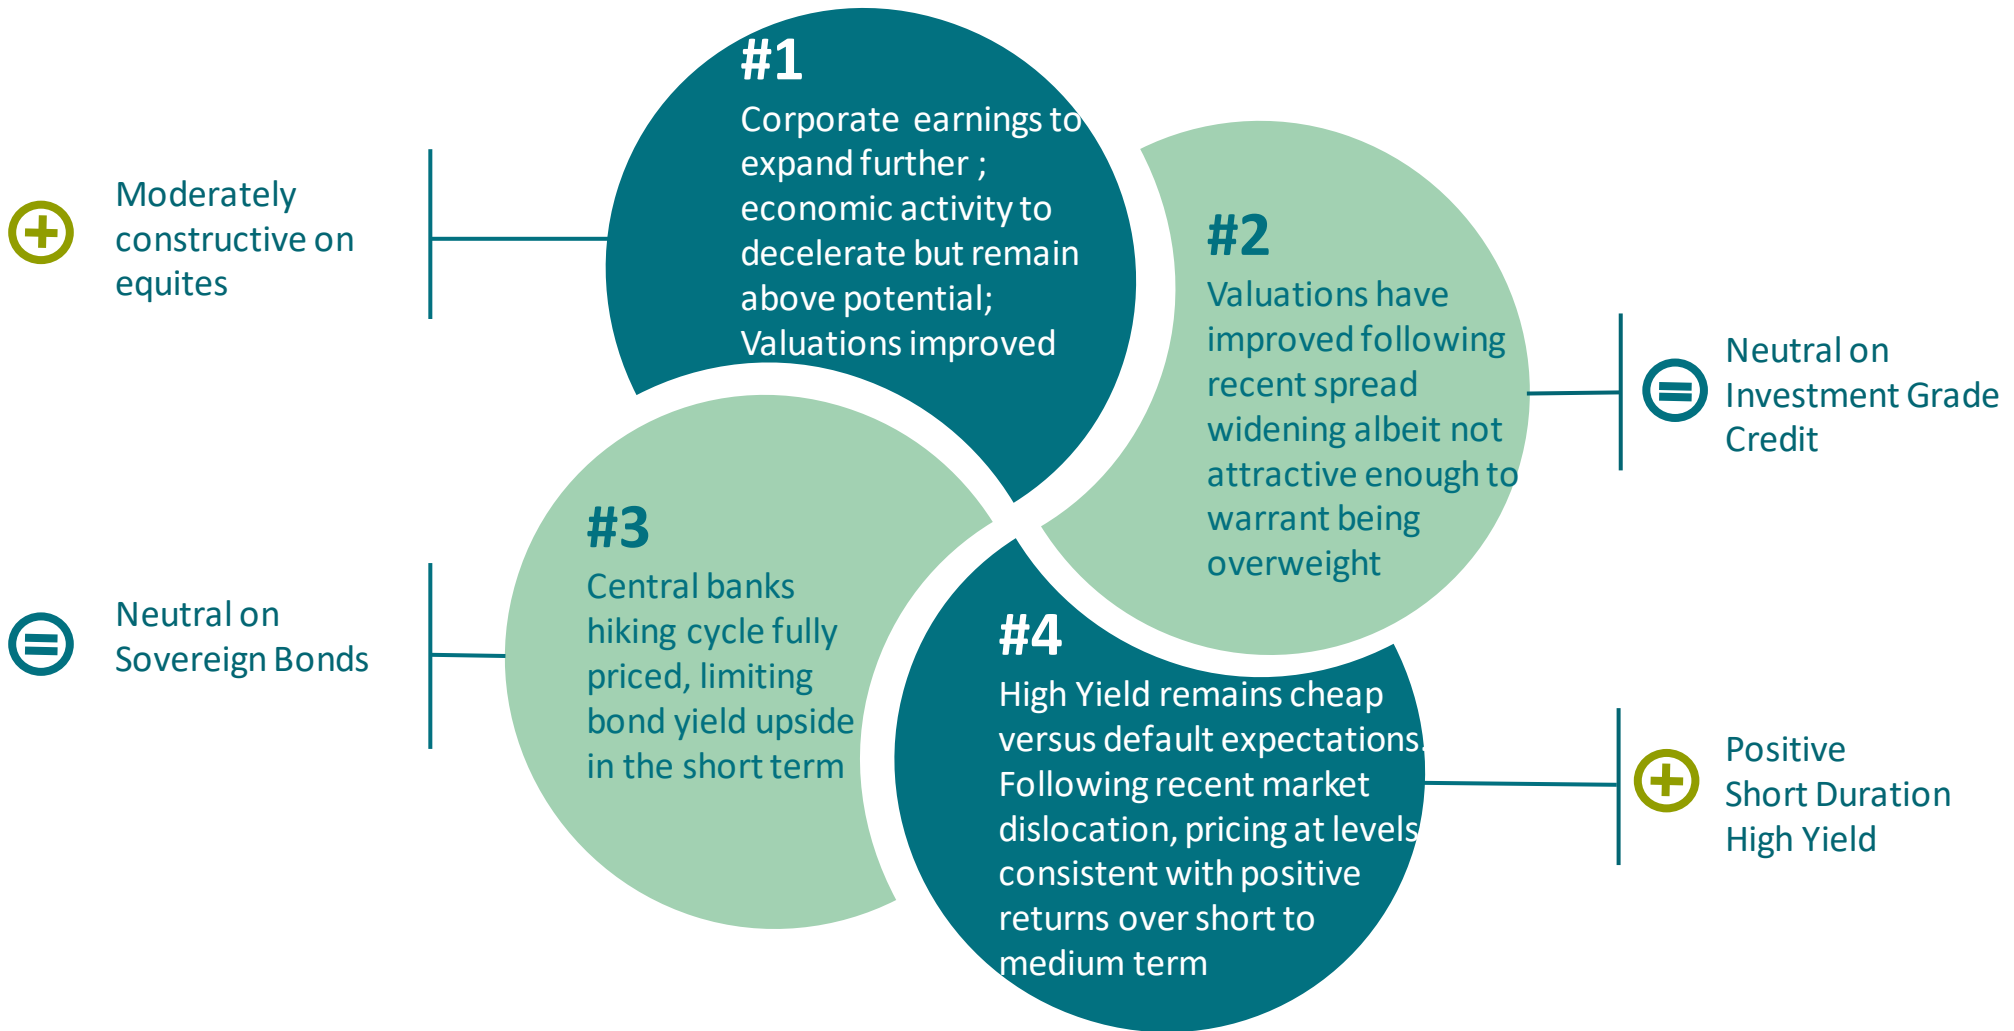 #1
Corporate earnings to
expand further ;
economic activity to
decelerate but remain
above potential;
Valuations improved
Moderately
constructive on
equites
#2
Valuations have
improved following
recent spread
widening albeit not
attractive enough to
warrant being
overweight
Neutral on
Investment Grade
Credit
#3
Central banks
hiking cycle fully
priced, limiting
bond yield upside
in the short term
Neutral on
Sovereign Bonds
#4
High Yield remains cheap
versus default expectations.
Following recent market
dislocation, pricing at levels
consistent with positive
returns over short to
medium term
Positive
Short Duration
High Yield